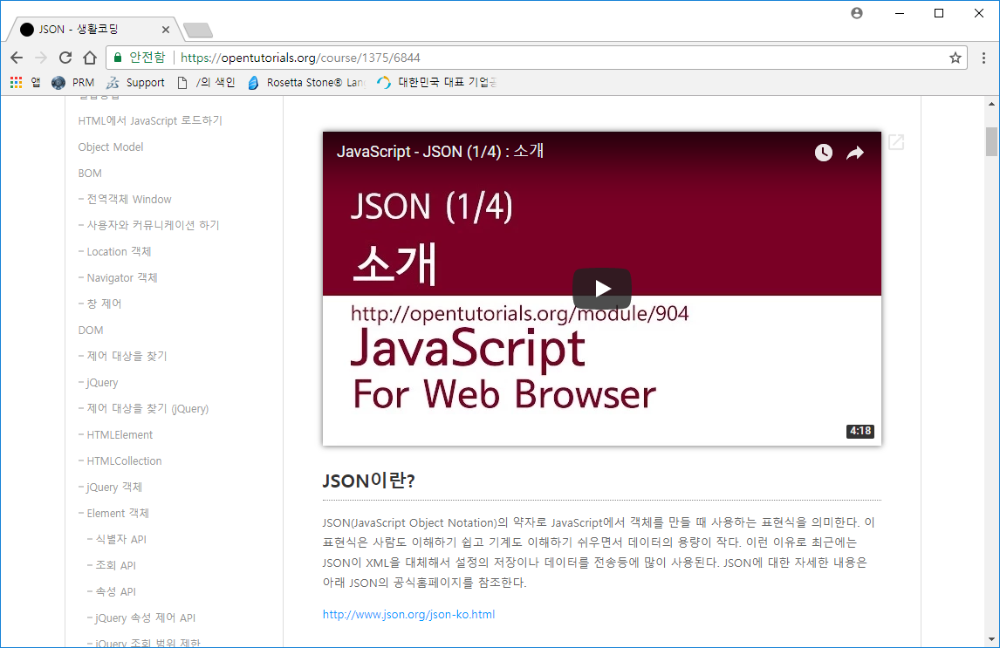 JSON - 생활코딩
안전함 https://opentutorials.org/course/1375/6844
앱 PRM Support /의 색인 Rosetta Stone® Lan 대한민국 대표 기업공
HTML에서 JavaScript 로드하기
Object Model
BOM
- 전역객체 Window
- 사용자와 커뮤니케이션 하기
- Location 객체
- Navigator 객체
- 창 제어
DOM
- 제어 대상을 찾기
- jQuery
- 제어 대상을 찾기 (jQuery)
- HTMLElement
- HTMLCollection
- jQuery 객체
- Element 객체
- 식별자 API
- 조회 API
- 속성 API
- jQuery 속성 제어 API
- jQuery 조회 범위 제한
JavaScript - JSON (1/4) : 소개
JSON (1/4)
소개
http://opentutorials.org/module/904
JavaScript
For Web Browser
4:18
JSON이란?
JSON(JavaScript Object Notation)의 약자로 JavaScript에서 객체를 만들 때 사용하는 표현식을 의미한다. 이
표현식은 사람도 이해하기 쉽고 기계도 이해하기 쉬우면서 데이터의 용량이 작다. 이런 이유로 최근에는
JSON이 XML을 대체해서 설정의 저장이나 데이터를 전송등에 많이 사용된다. JSON에 대한 자세한 내용은
아래 JSON의 공식홈페이지를 참조한다.
http://www.json.org/json-ko.html